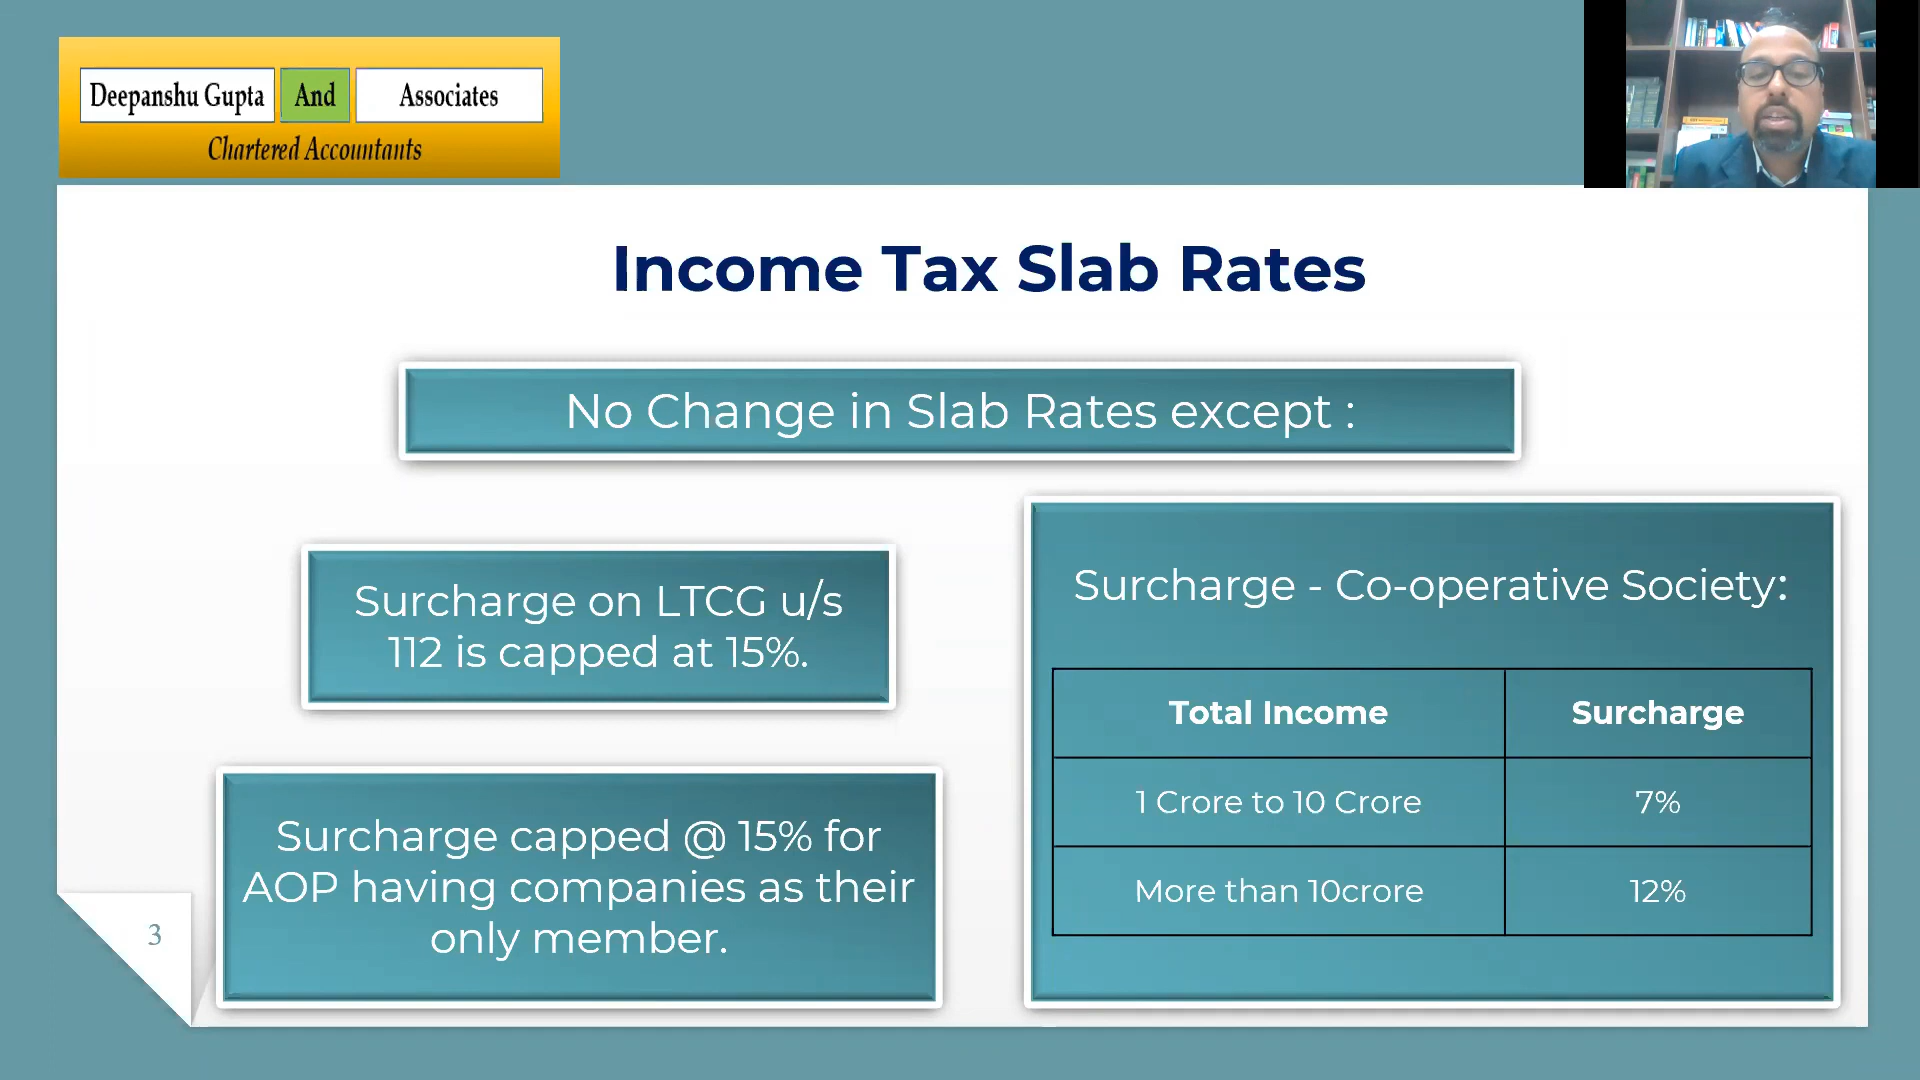 Deepanshu Gupta And Associates
Chartered Accountants
Income Tax Slab Rates
No Change in Slab Rates except :
Surcharge on LTCG u/s
112 is capped at 15%.
Surcharge capped @ 15% for
AOP having companies as their
only member.
Surcharge - Co-operative Society:
Total Income Surcharge
1 Crore to 10 Crore 7%
More than 10crore 12%
3